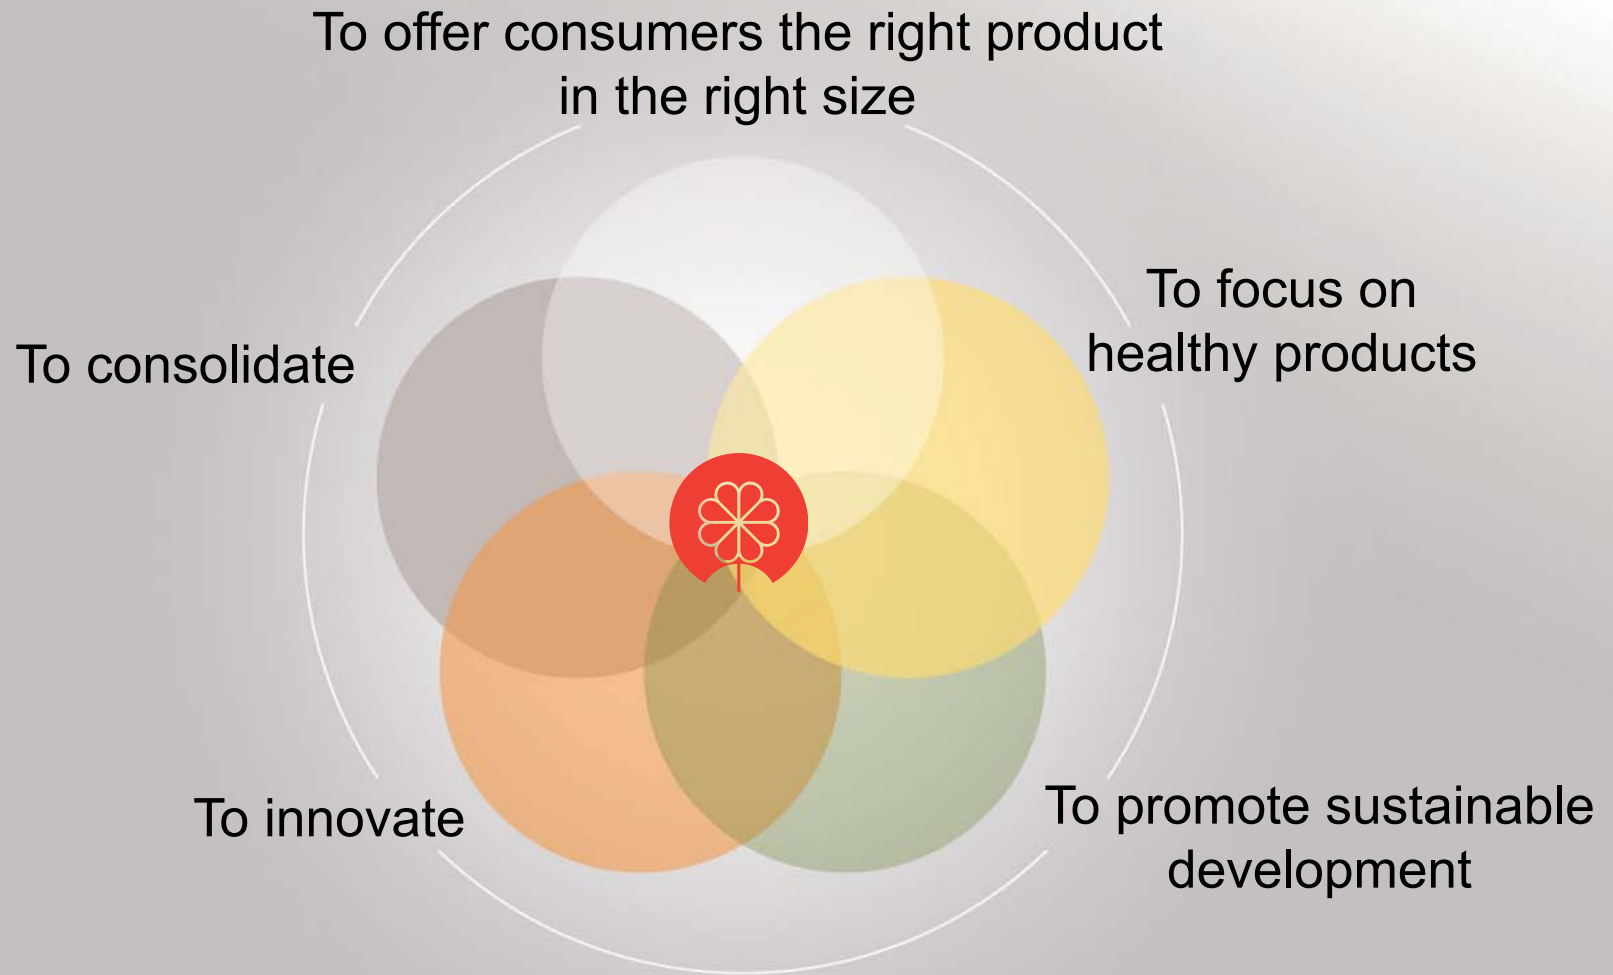 To offer consumers the right product
in the right size
To focus on
healthy products
To consolidate
To promote sustainable
development
To innovate